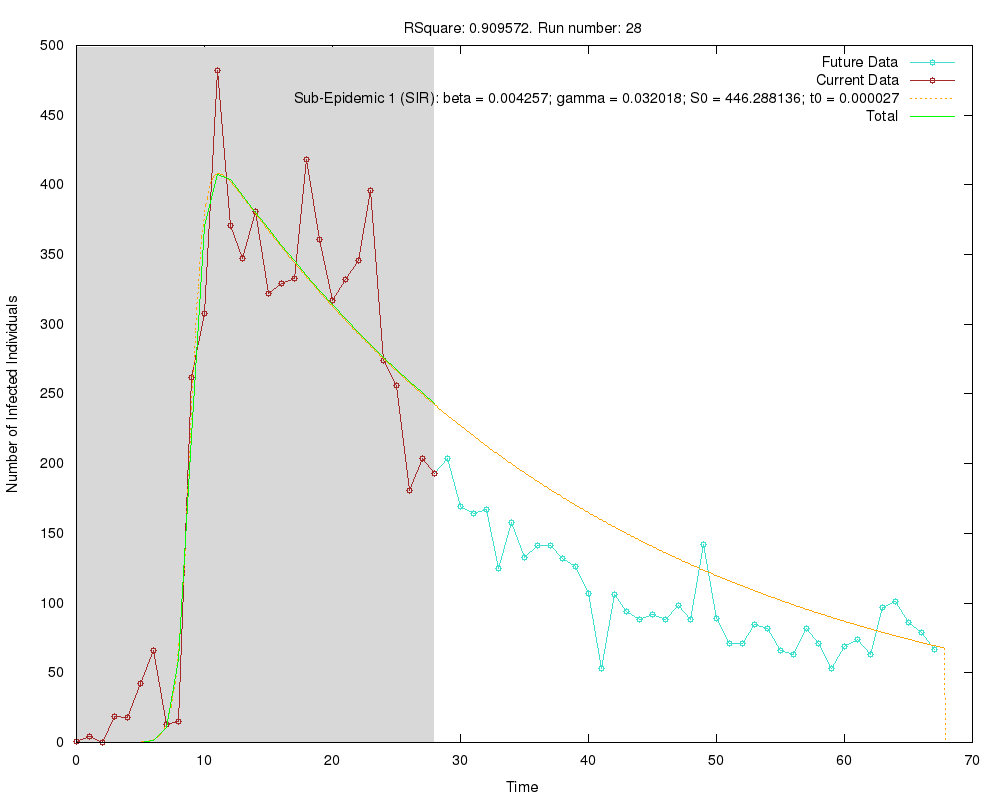 RSquare: 0.909572. Run number: 28
Future Data
Current Data
Sub-Epidemic 1 (SIR): beta = 0.004257; gamma = 0.032018; S0 = 446.288136; t0 = 0.000027
Total
500
450
400
350
300
250
200
150
100
50
0
Number of Infected Individuals
0 10 20 30 40 50 60 70
Time